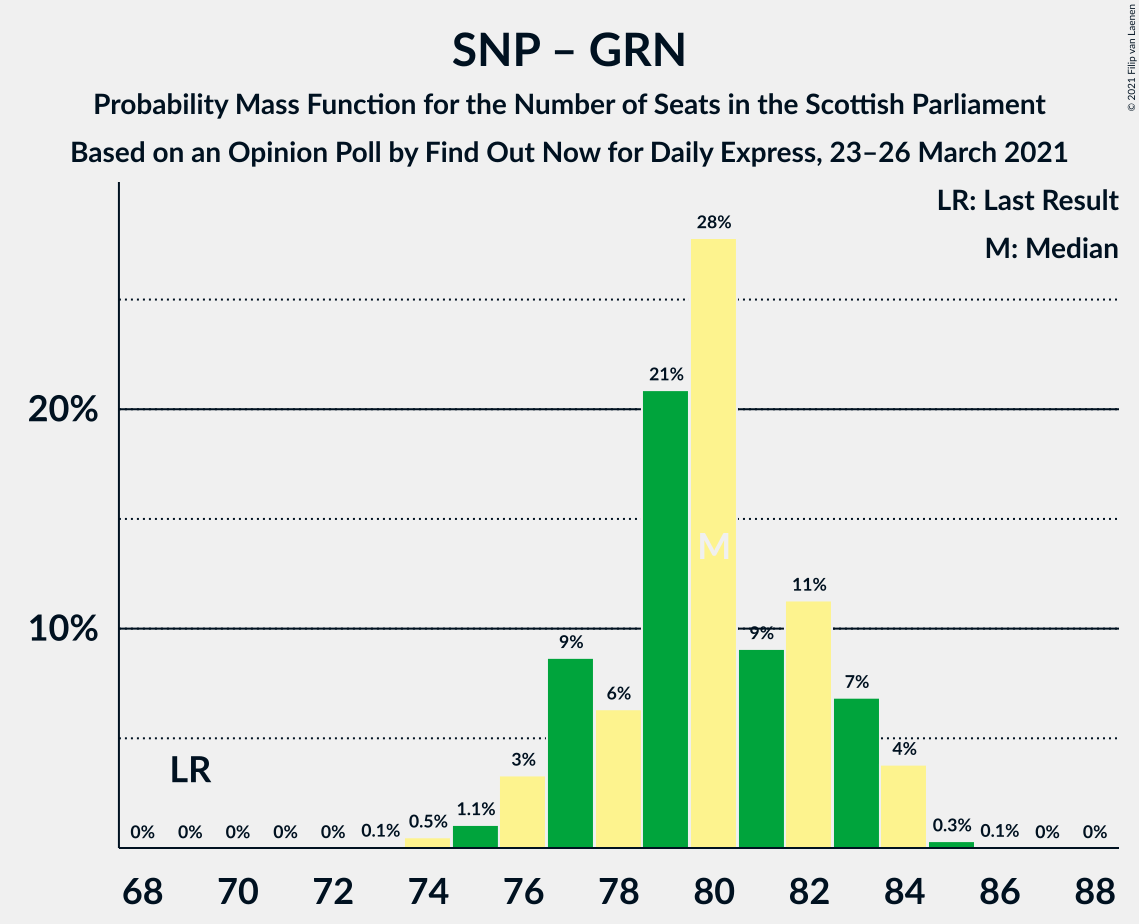 SNP – GRN
Probability Mass Function for the Number of Seats in the Scottish Parliament
Based on an Opinion Poll by Find Out Now for Daily Express, 23–26 March 2021
© 2021 Filip van Laenen
LR: Last Result
M: Median
28%
21%
20%
M
11%
10%
9%
9%
7%
6%
4%
3%
LR
1.1%
0.5%
0.3%
0% 0% 0% 0% 0% 0.1% 0.1% 0% 0%
68 70 72 74 76 78 80 82 84 86 88